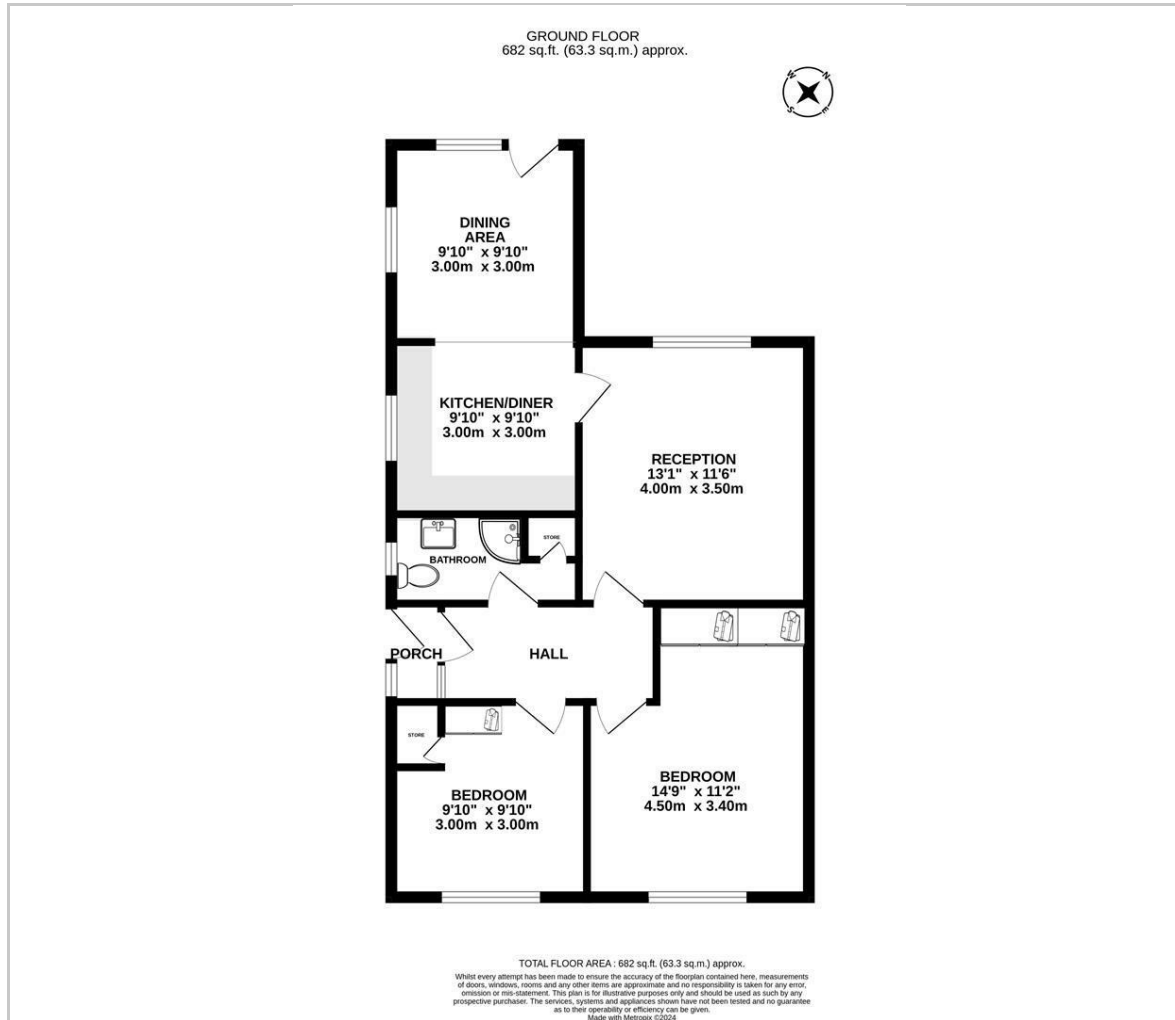 GROUND FLOOR
682 sq.ft. (63.3 sq.m.) approx.
W N
S E
DINING
AREA
9'10" x 9'10"
3.00m x 3.00m
KITCHEN/DINER
9'10" x 9'10"
3.00m x 3.00m
RECEPTION
13'1" x 11'6"
4.00m x 3.50m
STORE
BATHROOM
PORCH
HALL
STORE
BEDROOM
14'9" x 11'2"
4.50m x 3.40m
BEDROOM
9'10" x 9'10"
3.00m x 3.00m
TOTAL FLOOR AREA : 682 sq.ft. (63.3 sq.m.) approx.
Whilst every attempt has been made to ensure the accuracy of the floorplan contained here, measurements
of doors, windows, rooms and any other items are approximate and no responsibility is taken for any error,
omission or mis-statement. This plan is for illustrative purposes only and should be used as such by any
prospective purchaser. The services, systems and appliances shown have not been tested and no guarantee
as to their operability or efficiency can be given.
Made with Metropix ©2024